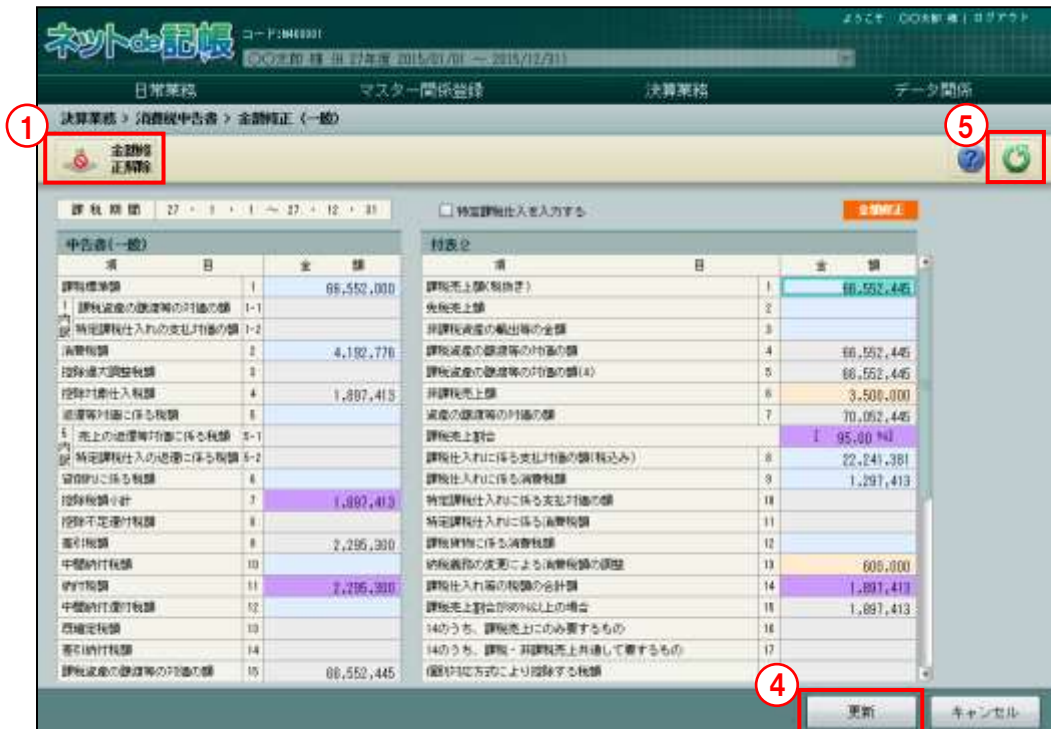 ようこそ 〇〇太郎 様 | ログアウト
ネットde記帳
コード:N400001
〇〇太郎 様 H 27年度 2015/01/01 ～ 2015/12/31
日常業務 マスター関係登録 決算業務 データ関係
決算業務 > 消費税申告書 > 金額修正（一般）
① ⑤
金額修
正解除
?
課税期間 27・1・1 ～ 27・12・31 特定課税仕入を入力する 金額修正
申告書(一般) 付表2
項 目 金 額 項 目 金 額
課税標準額 1 66,552,000 課税売上額(税抜き) 1 66,552,445
1 内訳 課税資産の譲渡等の対価の額 1-1 免税売上額 2
特定課税仕入れの支払対価の額 1-2 非課税資産の輸出等の金額 3
消費税額 2 4,192,776 課税資産の譲渡等の対価の額 4 66,552,445
控除過大調整税額 3 課税資産の譲渡等の対価の額(4) 5 66,552,445
控除対象仕入税額 4 1,897,413 非課税売上額 6 3,500,000
返還等対価に係る税額 5 資産の譲渡等の対価の額 7 70,052,445
5 内訳 売上の返還等対価に係る税額 5-1 課税売上割合 [ 95.00 %]
特定課税仕入の返還に係る税額 5-2 課税仕入れに係る支払対価の額(税込み) 8 22,241,381
貸倒れに係る税額 6 課税仕入れに係る消費税額 9 1,297,413
控除税額小計 7 1,897,413 特定課税仕入れに係る支払対価の額 10
控除不足還付税額 8 特定課税仕入れに係る消費税額 11
差引税額 9 2,295,300 課税貨物に係る消費税額 12
中間納付税額 10 納税義務の変更による消費税額の調整 13 600,000
納付税額 11 2,295,300 課税仕入れ等の税額の合計額 14 1,897,413
中間納付還付税額 12 課税売上割合が95%以上の場合 15 1,897,413
既確定税額 13 14のうち、課税売上にのみ要するもの 16
差引納付税額 14 14のうち、課税・非課税売上共通して要するもの 17
課税資産の譲渡等の対価の額 15 66,552,445 個別対応方式により控除する税額
④
更新 キャンセル